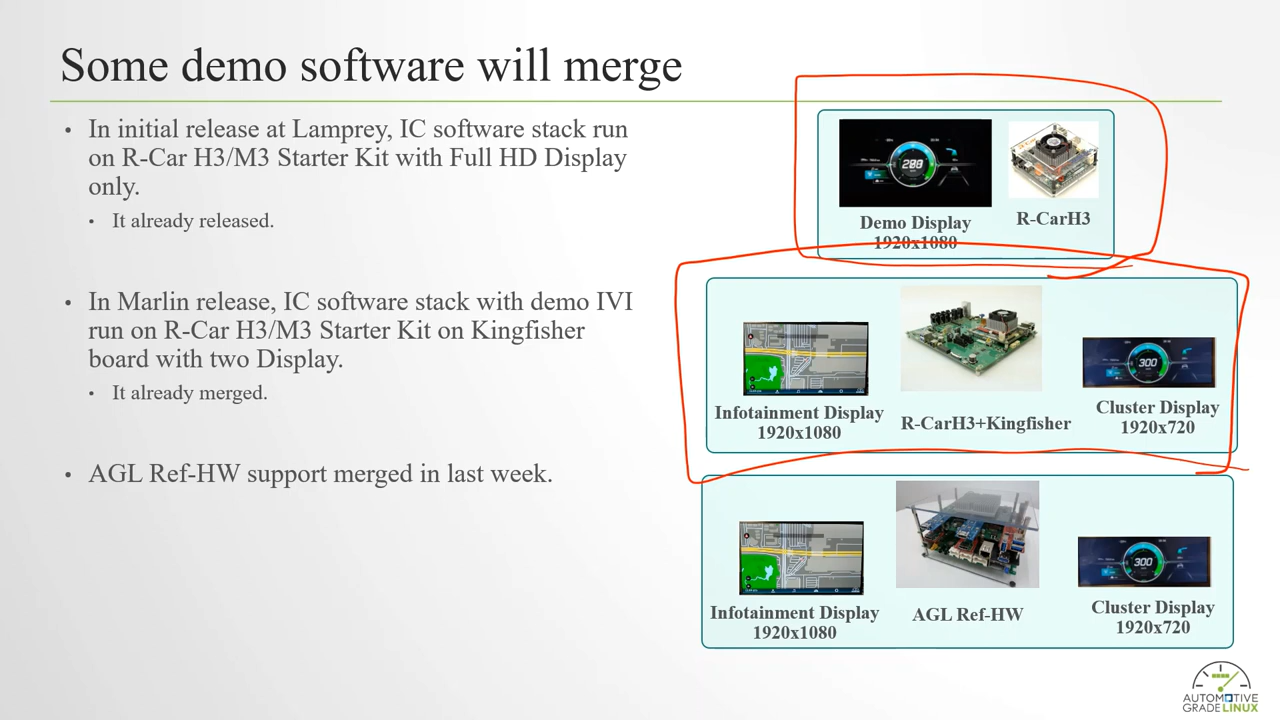 Some demo software will merge
• In initial release at Lamprey, IC software stack run
on R-Car H3/M3 Starter Kit with Full HD Display
only.
• It already released.
• In Marlin release, IC software stack with demo IVI
run on R-Car H3/M3 Starter Kit on Kingfisher
board with two Display.
• It already merged.
• AGL Ref-HW support merged in last week.
288
Demo Display
1920x1080
R-CarH3
Infotainment Display
1920x1080
R-CarH3+Kingfisher
300
Cluster Display
1920x720
Infotainment Display
1920x1080
AGL Ref-HW
300
Cluster Display
1920x720
AUTOMOTIVE
GRADE LINUX